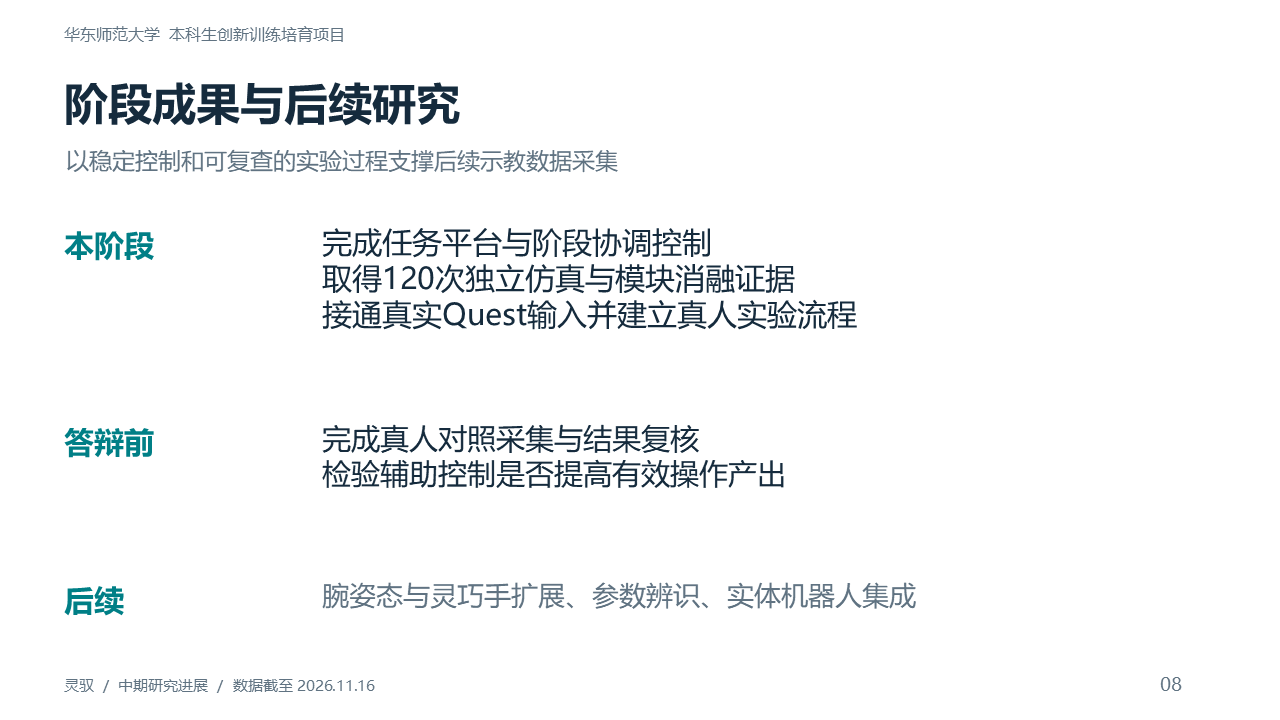 华东师范大学 本科生创新训练培育项目
阶段成果与后续研究
以稳定控制和可复查的实验过程支撑后续示教数据采集
本阶段
完成任务平台与阶段协调控制
取得120次独立仿真与模块消融证据
接通真实Quest输入并建立真人实验流程
答辩前
完成真人对照采集与结果复核
检验辅助控制是否提高有效操作产出
后续
腕姿态与灵巧手扩展、参数辨识、实体机器人集成
灵驭 / 中期研究进展 / 数据截至 2026.11.16
08